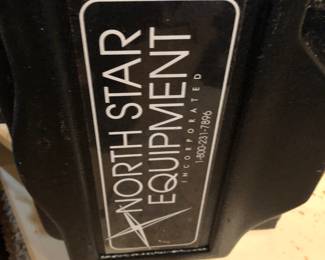 NORTH STAR
EQUIPMENT
INCORPORATED
1-800-231-7896